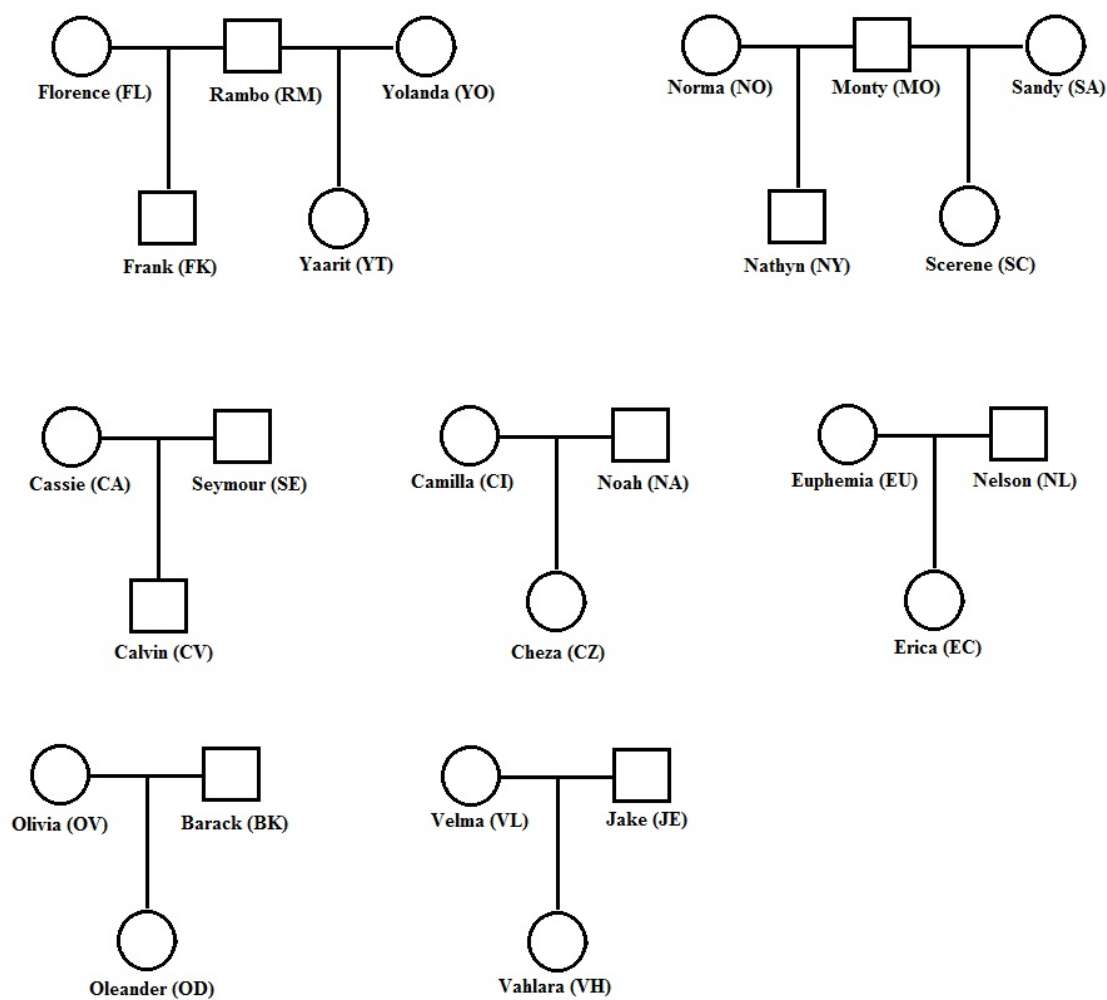 Florence (FL) Rambo (RM) Yolanda (YO) Norma (NO) Monty (MO) Sandy (SA)
Frank (FK) Yaarit (YT) Nathyn (NY) Scerene (SC)
Cassie (CA) Seymour (SE) Camilla (CI) Noah (NA) Euphemia (EU) Nelson (NL)
Calvin (CV) Cheza (CZ) Erica (EC)
Olivia (OV) Barack (BK) Velma (VL) Jake (JE)
Oleander (OD) Vahlara (VH)